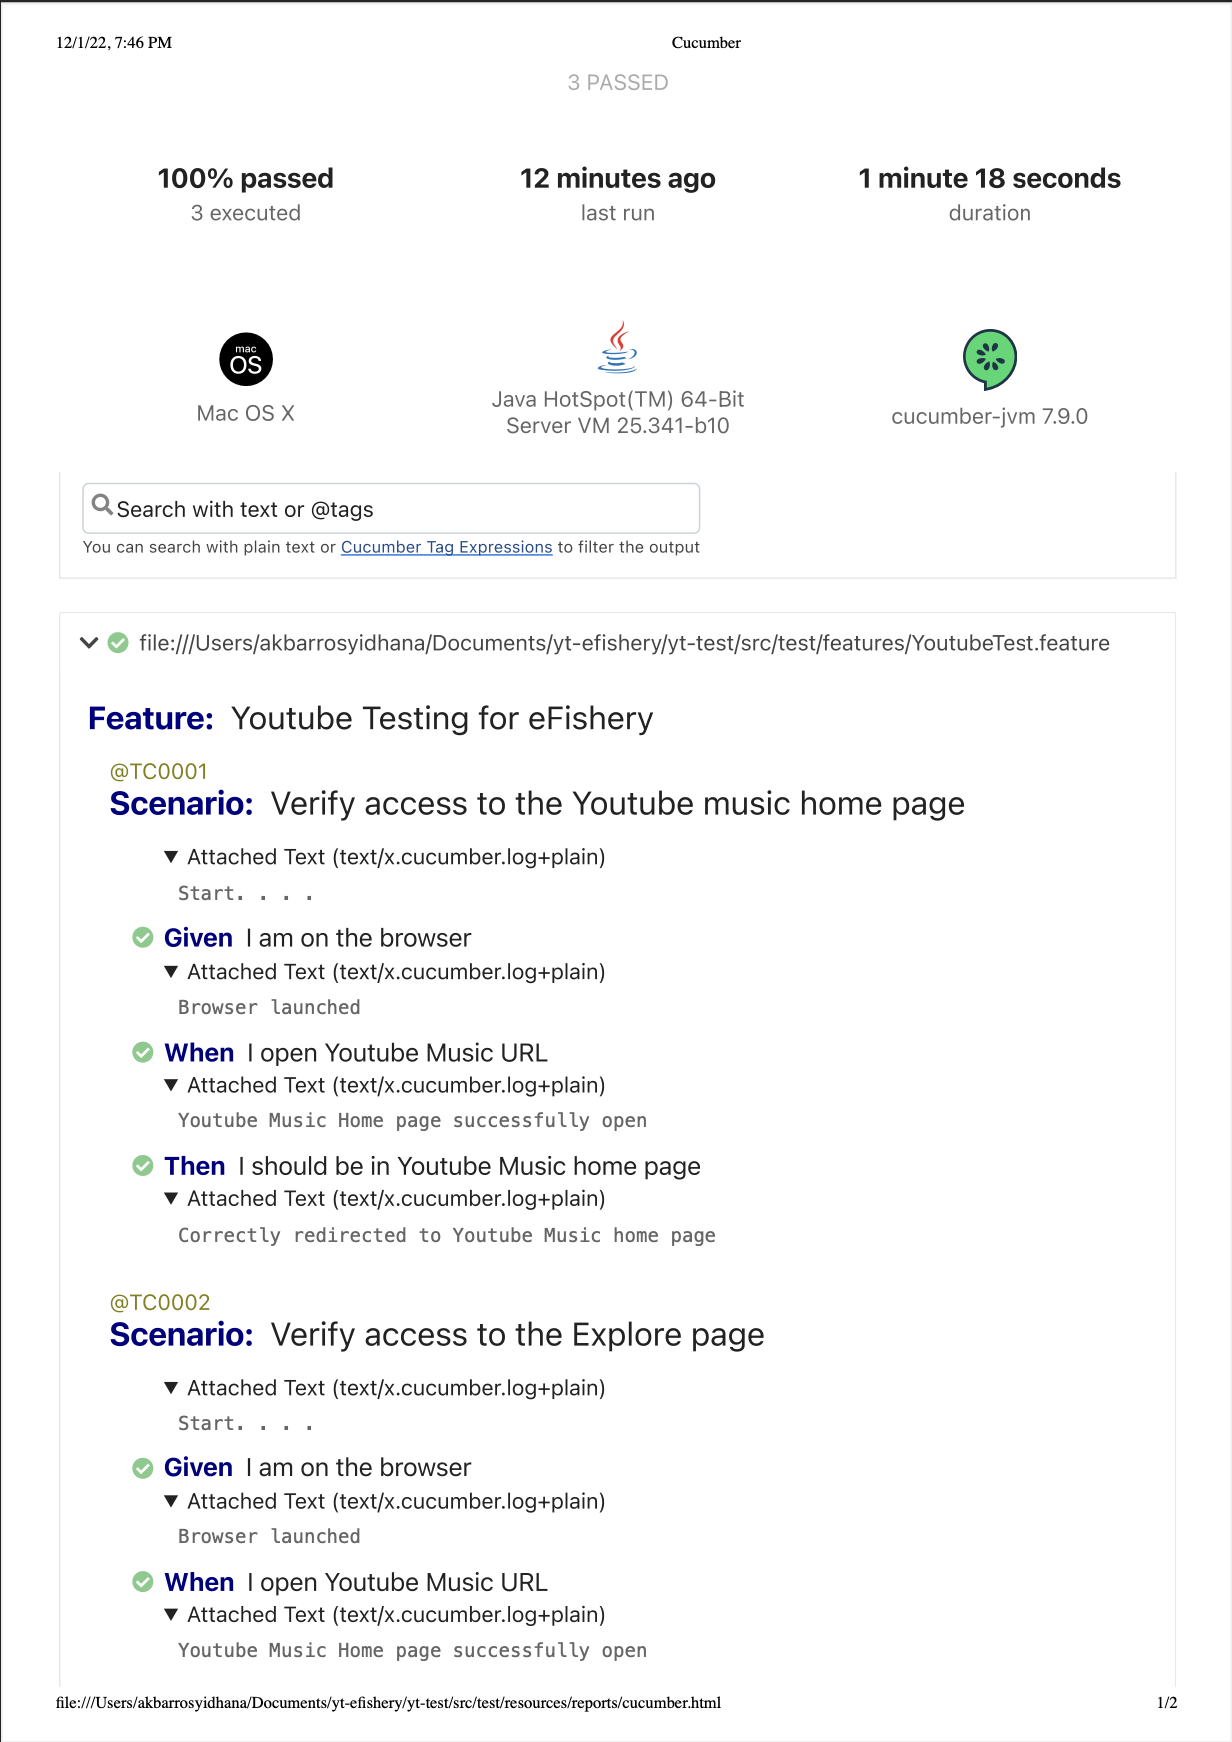 12/1/22, 7:46 PM
Cucumber
3 PASSED
100% passed
3 executed
12 minutes ago
last run
1 minute 18 seconds
duration
mac
OS
Mac OS X
Java HotSpot(TM) 64-Bit
Server VM 25.341-b10
cucumber-jvm 7.9.0
Search with text or @tags
You can search with plain text or Cucumber Tag Expressions to filter the output
file:///Users/akbarrosyidhana/Documents/yt-efishery/yt-test/src/test/features/YoutubeTest.feature
Feature: Youtube Testing for eFishery
@TC0001
Scenario: Verify access to the Youtube music home page
Attached Text (text/x.cucumber.log+plain)
Start. . . .
Given I am on the browser
Attached Text (text/x.cucumber.log+plain)
Browser launched
When I open Youtube Music URL
Attached Text (text/x.cucumber.log+plain)
Youtube Music Home page successfully open
Then I should be in Youtube Music home page
Attached Text (text/x.cucumber.log+plain)
Correctly redirected to Youtube Music home page
@TC0002
Scenario: Verify access to the Explore page
Attached Text (text/x.cucumber.log+plain)
Start. . . .
Given I am on the browser
Attached Text (text/x.cucumber.log+plain)
Browser launched
When I open Youtube Music URL
Attached Text (text/x.cucumber.log+plain)
Youtube Music Home page successfully open
file:///Users/akbarrosyidhana/Documents/yt-efishery/yt-test/src/test/resources/reports/cucumber.html
1/2